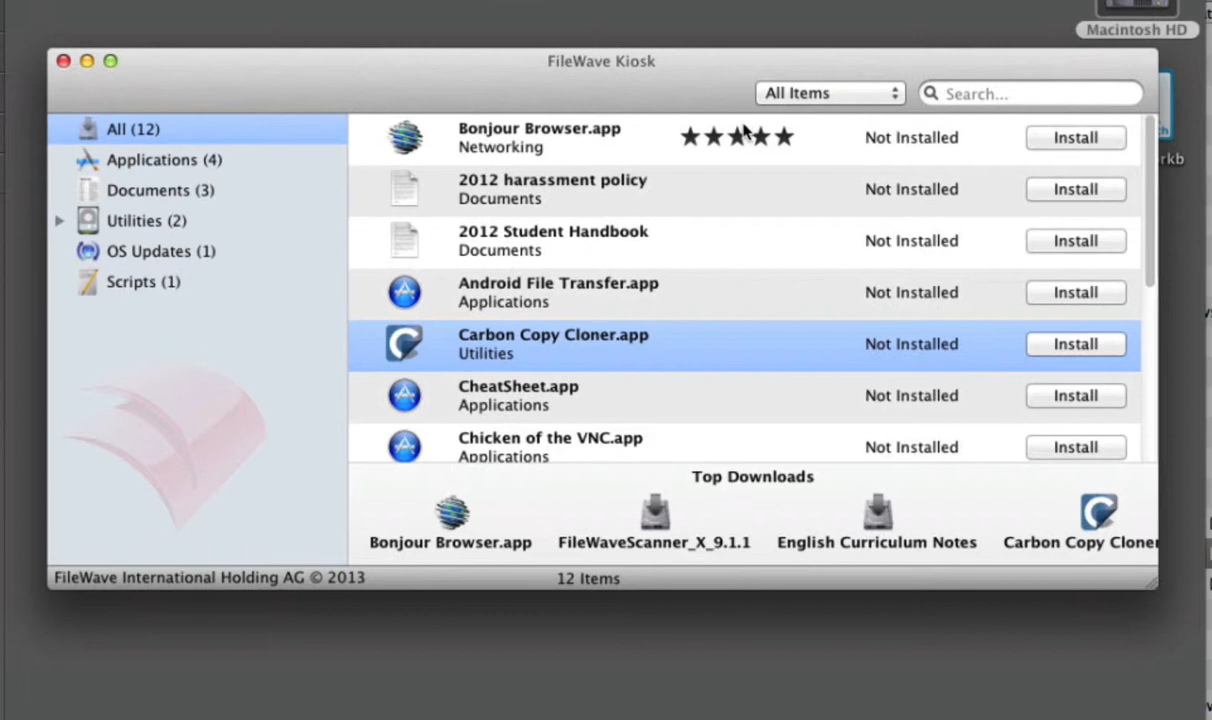 Macintosh HD
FileWave Kiosk
All Items
Search...
rkb
All (12)
Applications (4)
Documents (3)
Utilities (2)
OS Updates (1)
Scripts (1)
Bonjour Browser.app
Networking
Not Installed
Install
2012 harassment policy
Documents
Not Installed
Install
2012 Student Handbook
Documents
Not Installed
Install
Android File Transfer.app
Applications
Not Installed
Install
Carbon Copy Cloner.app
Utilities
Not Installed
Install
CheatSheet.app
Applications
Not Installed
Install
Chicken of the VNC.app
Applications
Not Installed
Install
Top Downloads
Bonjour Browser.app
FileWaveScanner_X_9.1.1
English Curriculum Notes
Carbon Copy Cloner
FileWave International Holding AG © 2013
12 Items